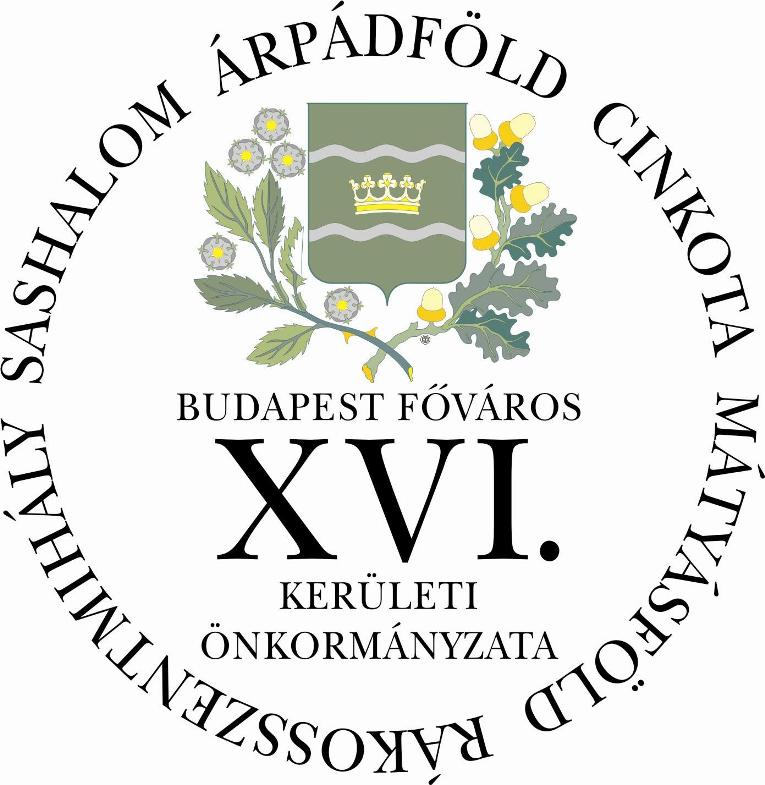 SASHALOM ÁRPÁDFÖLD CINKOTA MÁTYÁSFÖLD RÁKOSSZENTMIHÁLY
BUDAPEST FŐVÁROS
XVI.
KERÜLETI
ÖNKORMÁNYZATA